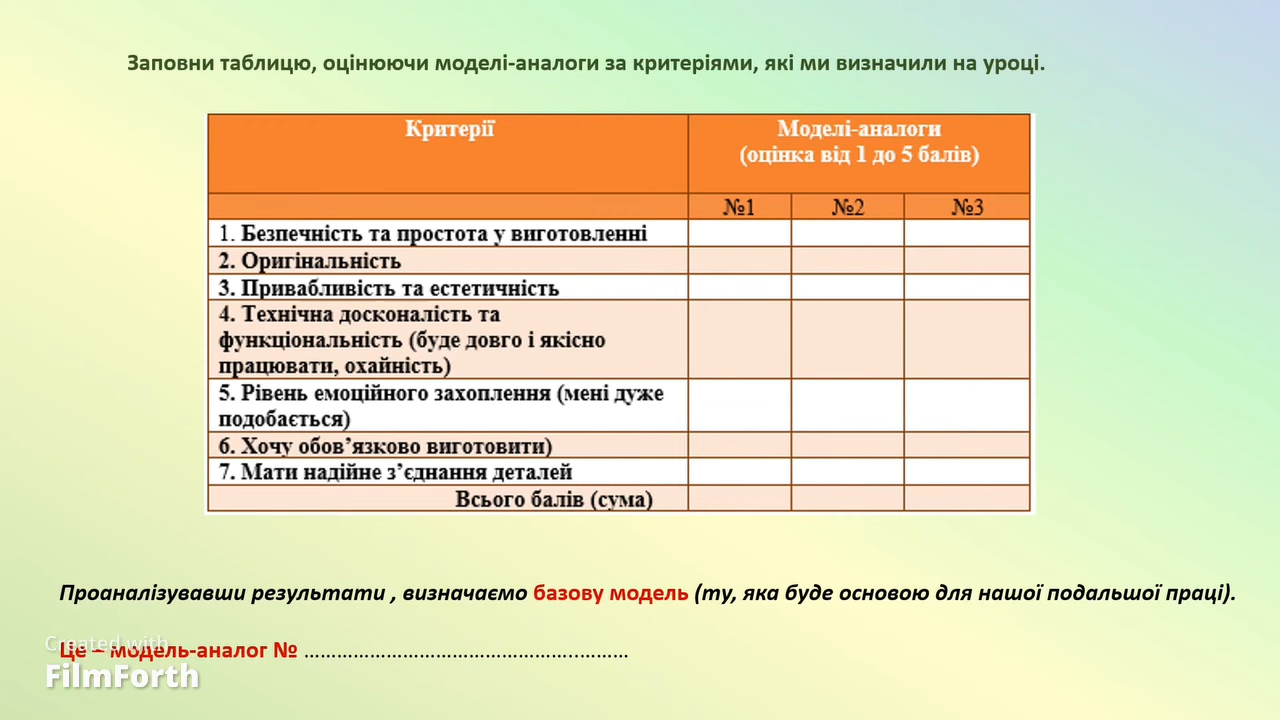 Заповни таблицю, оцінюючи моделі-аналоги за критеріями, які ми визначили на уроці.
Критерії
Моделі-аналоги
(оцінка від 1 до 5 балів)
№1 №2 №3
1. Безпечність та простота у виготовленні
2. Оригінальність
3. Привабливість та естетичність
4. Технічна досконалість та
функціональність (буде довго і якісно
працювати, охайність)
5. Рівень емоційного захоплення (мені дуже
подобається)
6. Хочу обов’язково виготовити)
7. Мати надійне з’єднання деталей
Всього балів (сума)
Проаналізувавши результати , визначаємо базову модель (ту, яка буде основою для нашої подальшої праці).
Created with
Це – модель-аналог № ……………………………………………………
FilmForth